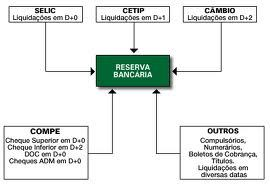 SELIC
Liquidações em D+0
CETIP
Liquidações em D+1
CÂMBIO
Liquidações em D+2
RESERVA
BANCÁRIA
COMPE
Cheque Superior em D+0
Cheque Inferior em D+2
DOC em D+0
Cheques ADM em D+0
OUTROS
Compulsórios,
Numerários,
Boletos de Cobrança,
Títulos.
Liquidações em
diversas datas